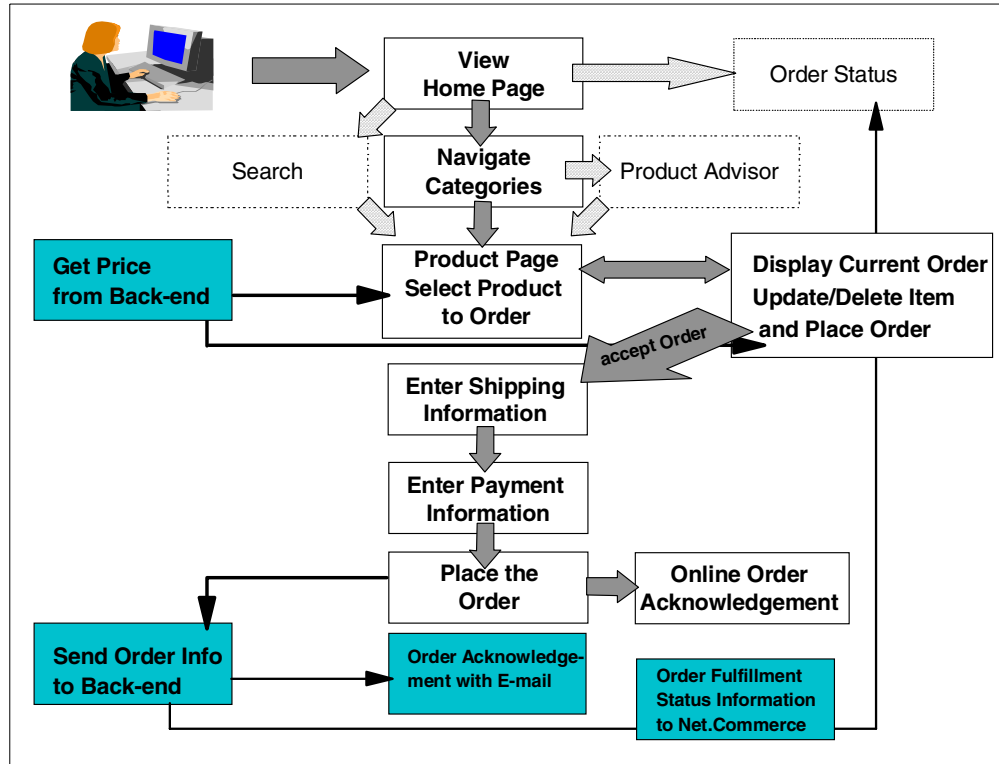 View
Home Page
Order Status
Search
Navigate
Categories
Product Advisor
Get Price
from Back-end
Product Page
Select Product
to Order
Display Current Order
Update/Delete Item
and Place Order
accept Order
Enter Shipping
Information
Enter Payment
Information
Place the
Order
Online Order
Acknowledgement
Send Order Info
to Back-end
Order Acknowledge-
ment with E-mail
Order Fulfillment
Status Information
to Net.Commerce